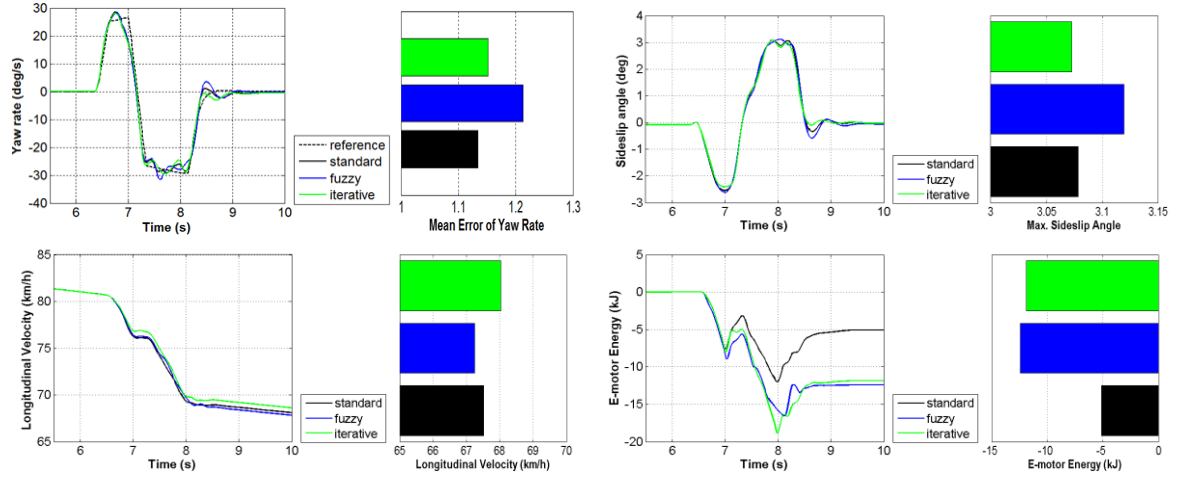 30
20
10
0
-10
-20
-30
-40
Yaw rate (deg/s)
6 7 8 9 10
Time (s)
reference
standard
fuzzy
iterative
1 1.1 1.2 1.3
Mean Error of Yaw Rate
4
3
2
1
0
-1
-2
-3
Sideslip angle (deg)
6 7 8 9 10
Time (s)
standard
fuzzy
iterative
3 3.05 3.1 3.15
Max. Sideslip Angle
85
80
75
70
65
Longitudinal Velocity (km/h)
6 7 8 9 10
Time (s)
standard
fuzzy
iterative
65 66 67 68 69 70
Longitudinal Velocity (km/h)
5
0
-5
-10
-15
-20
E-motor Energy (kJ)
6 7 8 9 10
Time (s)
standard
fuzzy
iterative
-15 -10 -5 0
E-motor Energy (kJ)